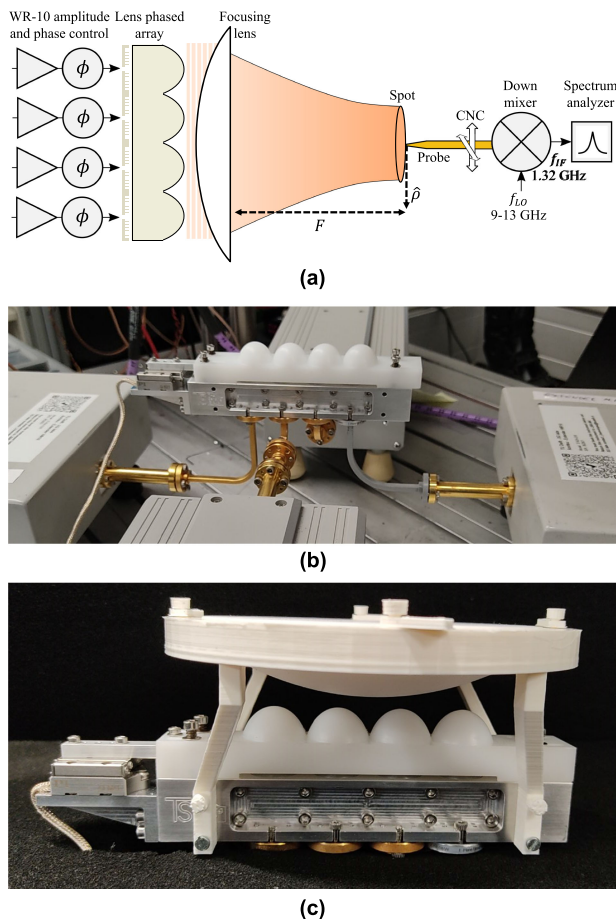 WR-10 amplitude
and phase control
Lens phased
array
Focusing
lens
ϕ
ϕ
ϕ
ϕ
Spot
Probe
CNC
Down
mixer
Spectrum
analyzer
f_IF
1.32 GHz
f_LO
9-13 GHz
ρ̂
F
(a)
(b)
TS
(c)